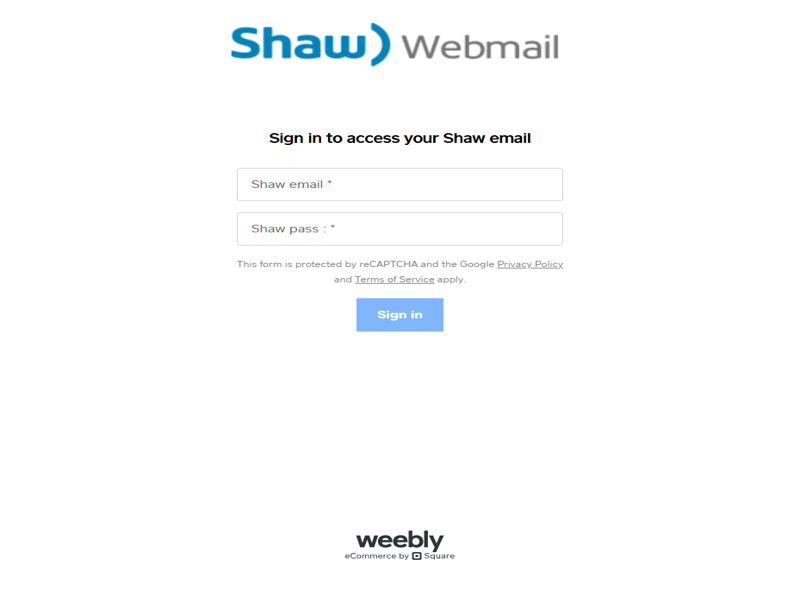 Shaw) Webmail
Sign in to access your Shaw email
Shaw email *
Shaw pass : *
This form is protected by reCAPTCHA and the Google Privacy Policy
and Terms of Service apply.
Sign in
weebly
eCommerce by Square